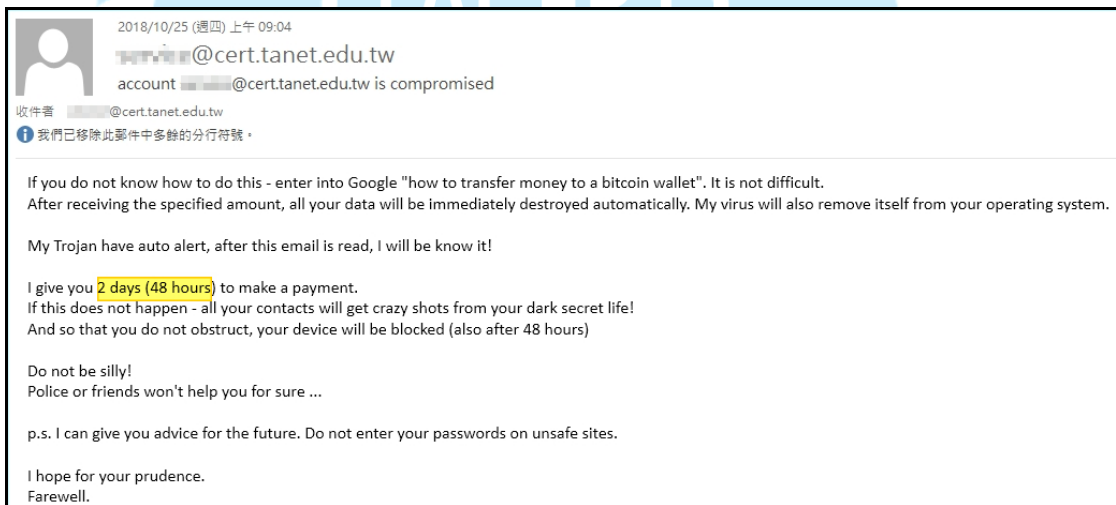 2018/10/25 (週四) 上午 09:04
@cert.tanet.edu.tw
account @cert.tanet.edu.tw is compromised
收件者 @cert.tanet.edu.tw
我們已移除此郵件中多餘的分行符號。
If you do not know how to do this - enter into Google "how to transfer money to a bitcoin wallet". It is not difficult.
After receiving the specified amount, all your data will be immediately destroyed automatically. My virus will also remove itself from your operating system.
My Trojan have auto alert, after this email is read, I will be know it!
I give you 2 days (48 hours) to make a payment.
If this does not happen - all your contacts will get crazy shots from your dark secret life!
And so that you do not obstruct, your device will be blocked (also after 48 hours)
Do not be silly!
Police or friends won't help you for sure ...
p.s. I can give you advice for the future. Do not enter your passwords on unsafe sites.
I hope for your prudence.
Farewell.